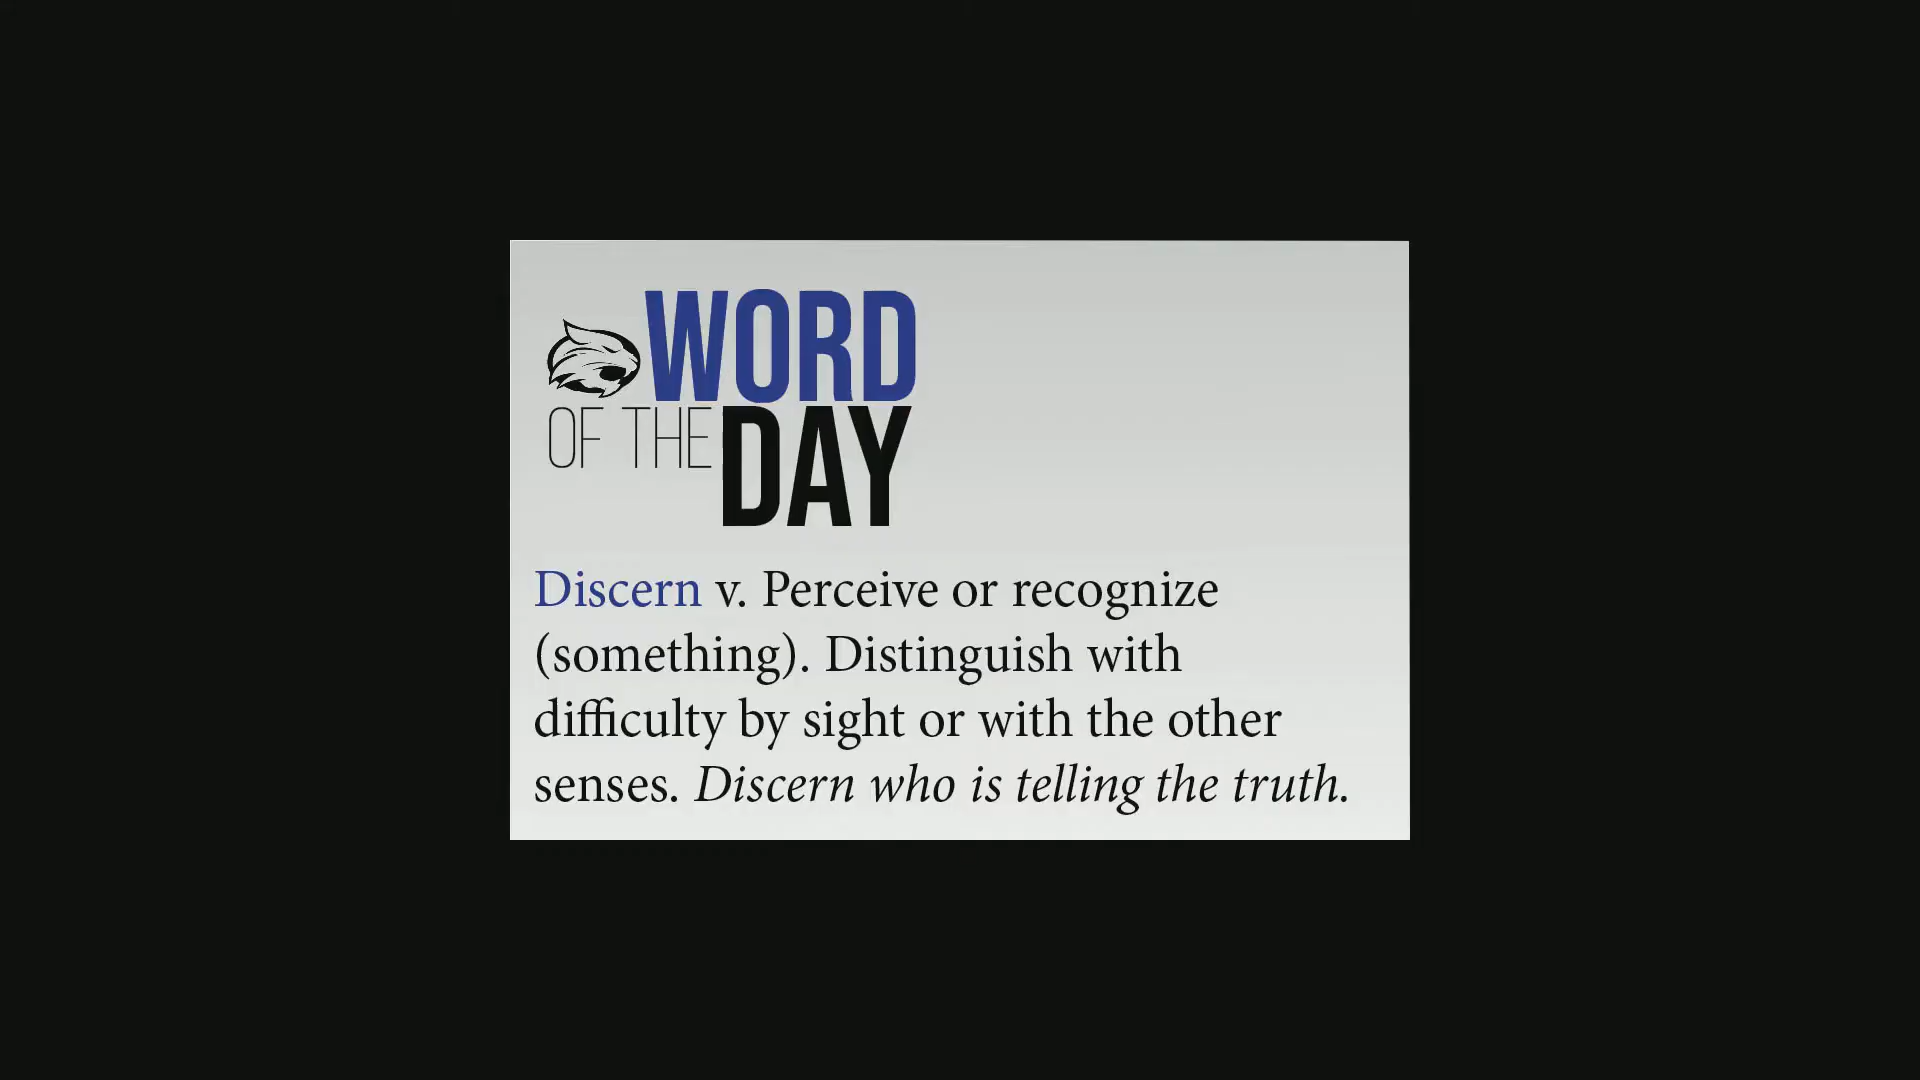 WORD
OF THE DAY
Discern v. Perceive or recognize
(something). Distinguish with
difficulty by sight or with the other
senses. Discern who is telling the truth.